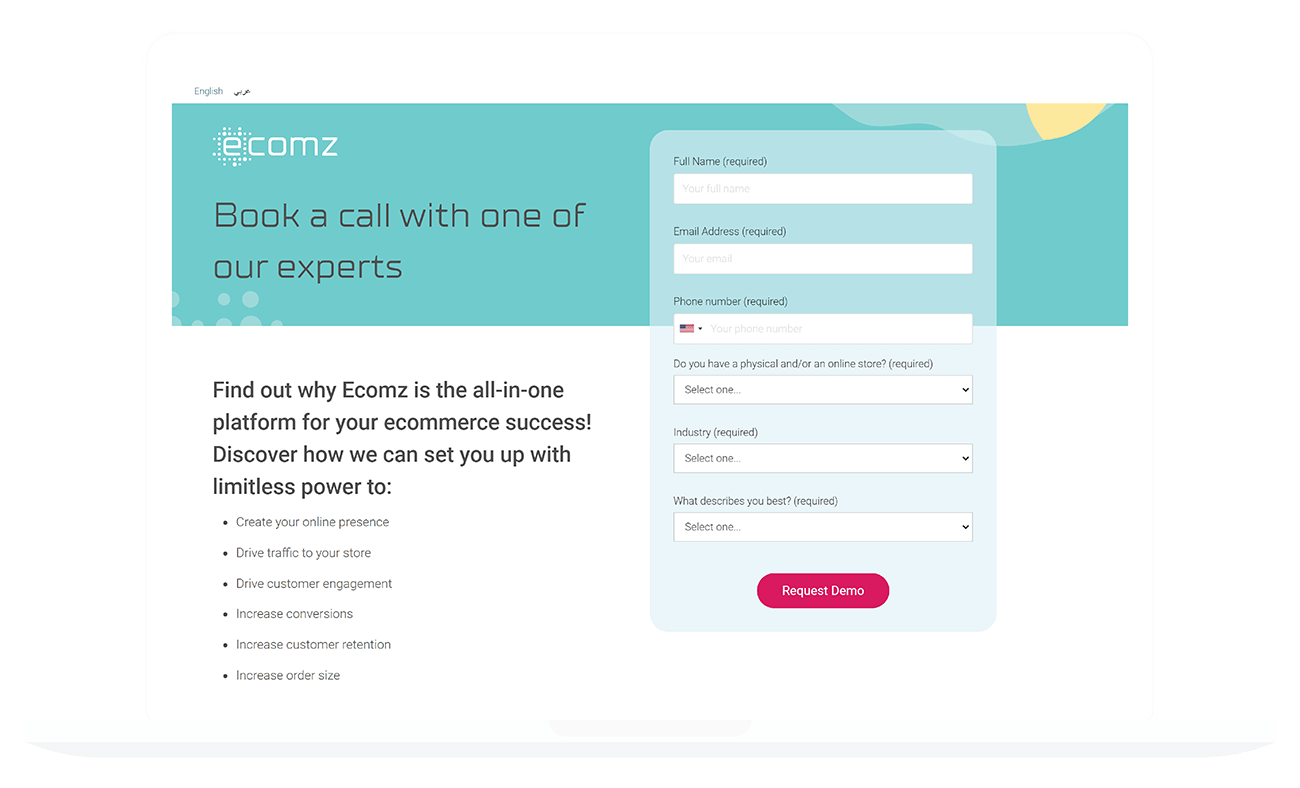 English عربي
ecomz
Book a call with one of
our experts
Find out why Ecomz is the all-in-one
platform for your ecommerce success!
Discover how we can set you up with
limitless power to:
• Create your online presence
• Drive traffic to your store
• Drive customer engagement
• Increase conversions
• Increase customer retention
• Increase order size
Full Name (required)
Your full name
Email Address (required)
Your email
Phone number (required)
Your phone number
Do you have a physical and/or an online store? (required)
Select one...
Industry (required)
Select one...
What describes you best? (required)
Select one...
Request Demo